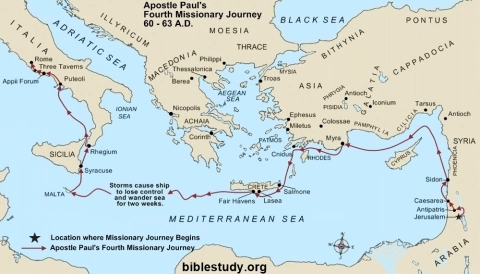 Apostle Paul's
Fourth Missionary Journey
60 - 63 A.D.
BLACK SEA
ITALIA
ADRIATIC SEA
ILLYRICUM
MOESIA
THRACE
BITHYNIA
PONTUS
Rome
Three Taverns
Appii Forum
Puteoli
MACEDONIA
Philippi
Thessalonica
Berea
Troas
MYSIA
GALATIA
CAPPADOCIA
AEGEAN
SEA
ASIA
PHRYGIA
PISIDIA
Antioch
Iconium
IONIAN
SEA
Nicopolis
ACHAIA
Corinth
Ephesus
Miletus
Colossae
PATMOS
PAMPHYLIA
CILICIA
Tarsus
Antioch
SICILIA
Rhegium
Syracuse
Cnidus
RHODES
Myra
CYPRUS
SYRIA
PHOENICIA
MALTA
Storms cause ship
to lose control
and wander sea
for two weeks.
CRETE
Salmone
Fair Havens
Lasea
Sidon
Caesarea
Antipatris
Jerusalem
MEDITERRANEAN SEA
Location where Missionary Journey Begins
Apostle Paul's Fourth Missionary Journey
ARABIA
biblestudy.org